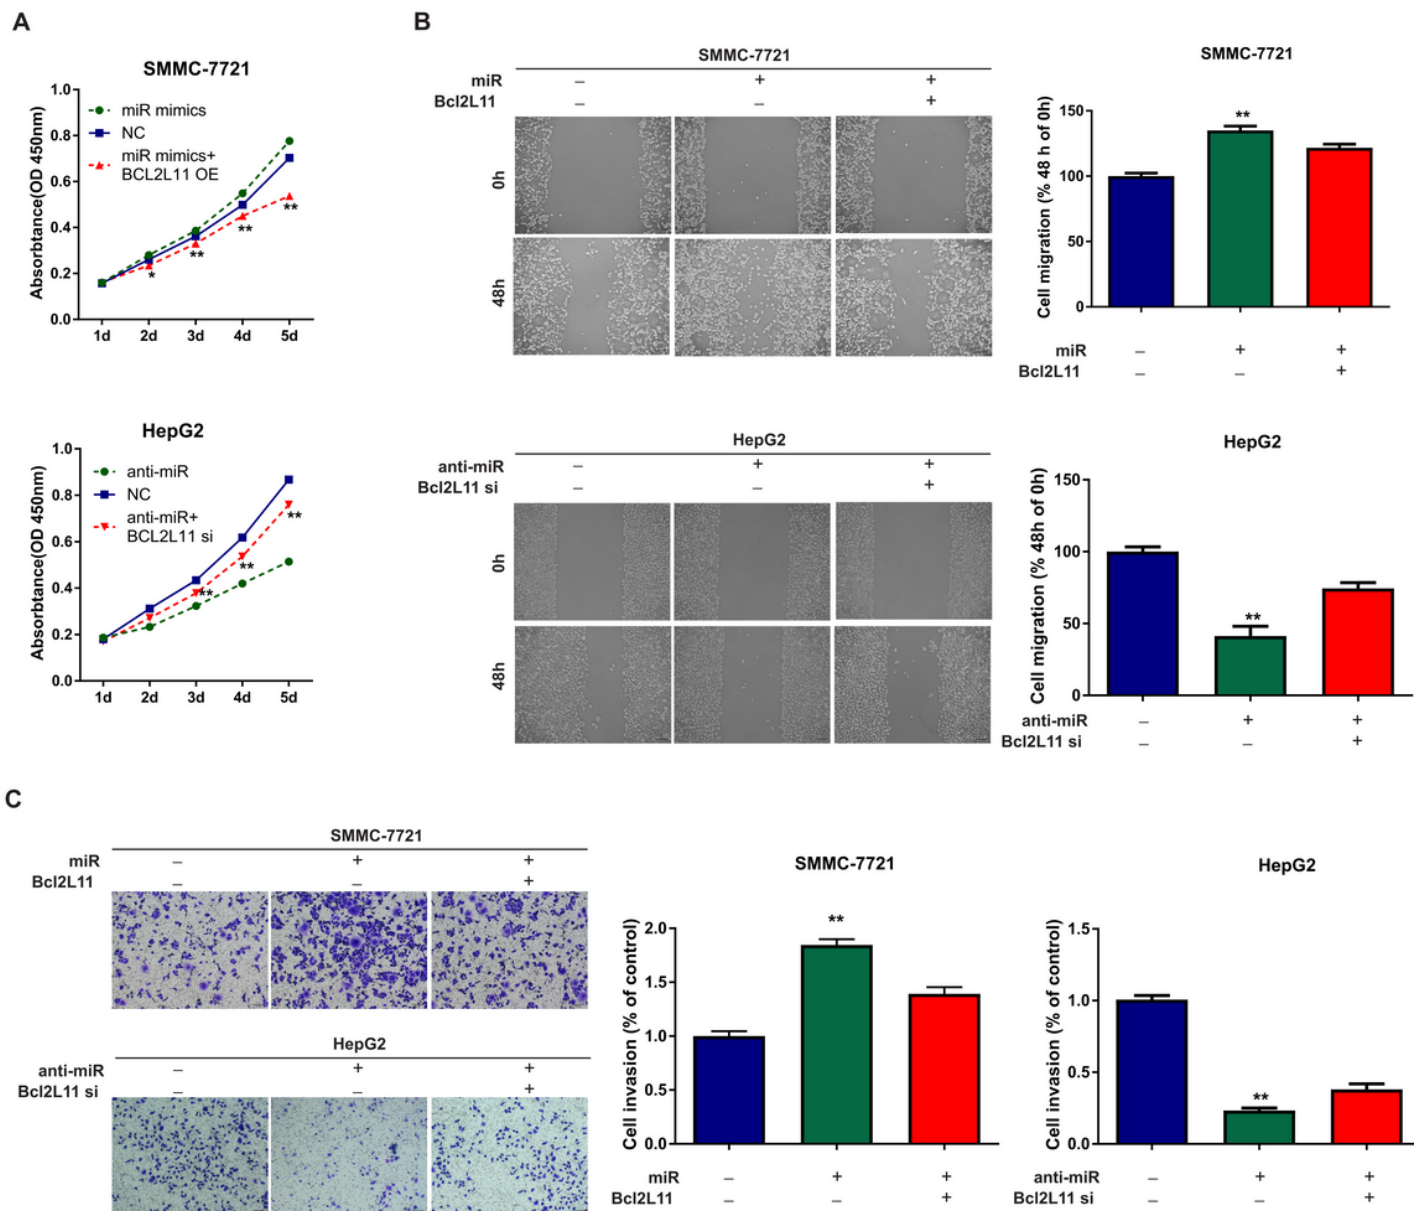 A
SMMC-7721
Absorbtance(OD 450nm)
1.0
0.8
0.6
0.4
0.2
0.0
miR mimics
NC
miR mimics+
BCL2L11 OE
*
**
**
**
1d 2d 3d 4d 5d
HepG2
Absorbtance(OD 450nm)
1.0
0.8
0.6
0.4
0.2
0.0
anti-miR
NC
anti-miR+
BCL2L11 si
**
**
**
1d 2d 3d 4d 5d
B
SMMC-7721
miR – + +
Bcl2L11 – – +
0h
48h
SMMC-7721
Cell migration (% 48 h of 0h)
150
100
50
0
**
miR – + +
Bcl2L11 – – +
HepG2
anti-miR – + +
Bcl2L11 si – – +
0h
48h
HepG2
Cell migration (% 48h of 0h)
150
100
50
0
**
anti-miR – + +
Bcl2L11 si – – +
C
SMMC-7721
miR – + +
Bcl2L11 – – +
HepG2
anti-miR – + +
Bcl2L11 si – – +
SMMC-7721
Cell invasion (% of control)
2.0
1.5
1.0
0.5
0.0
**
miR – + +
Bcl2L11 – – +
HepG2
Cell invasion (% of control)
1.5
1.0
0.5
0.0
**
anti-miR – + +
Bcl2L11 si – – +